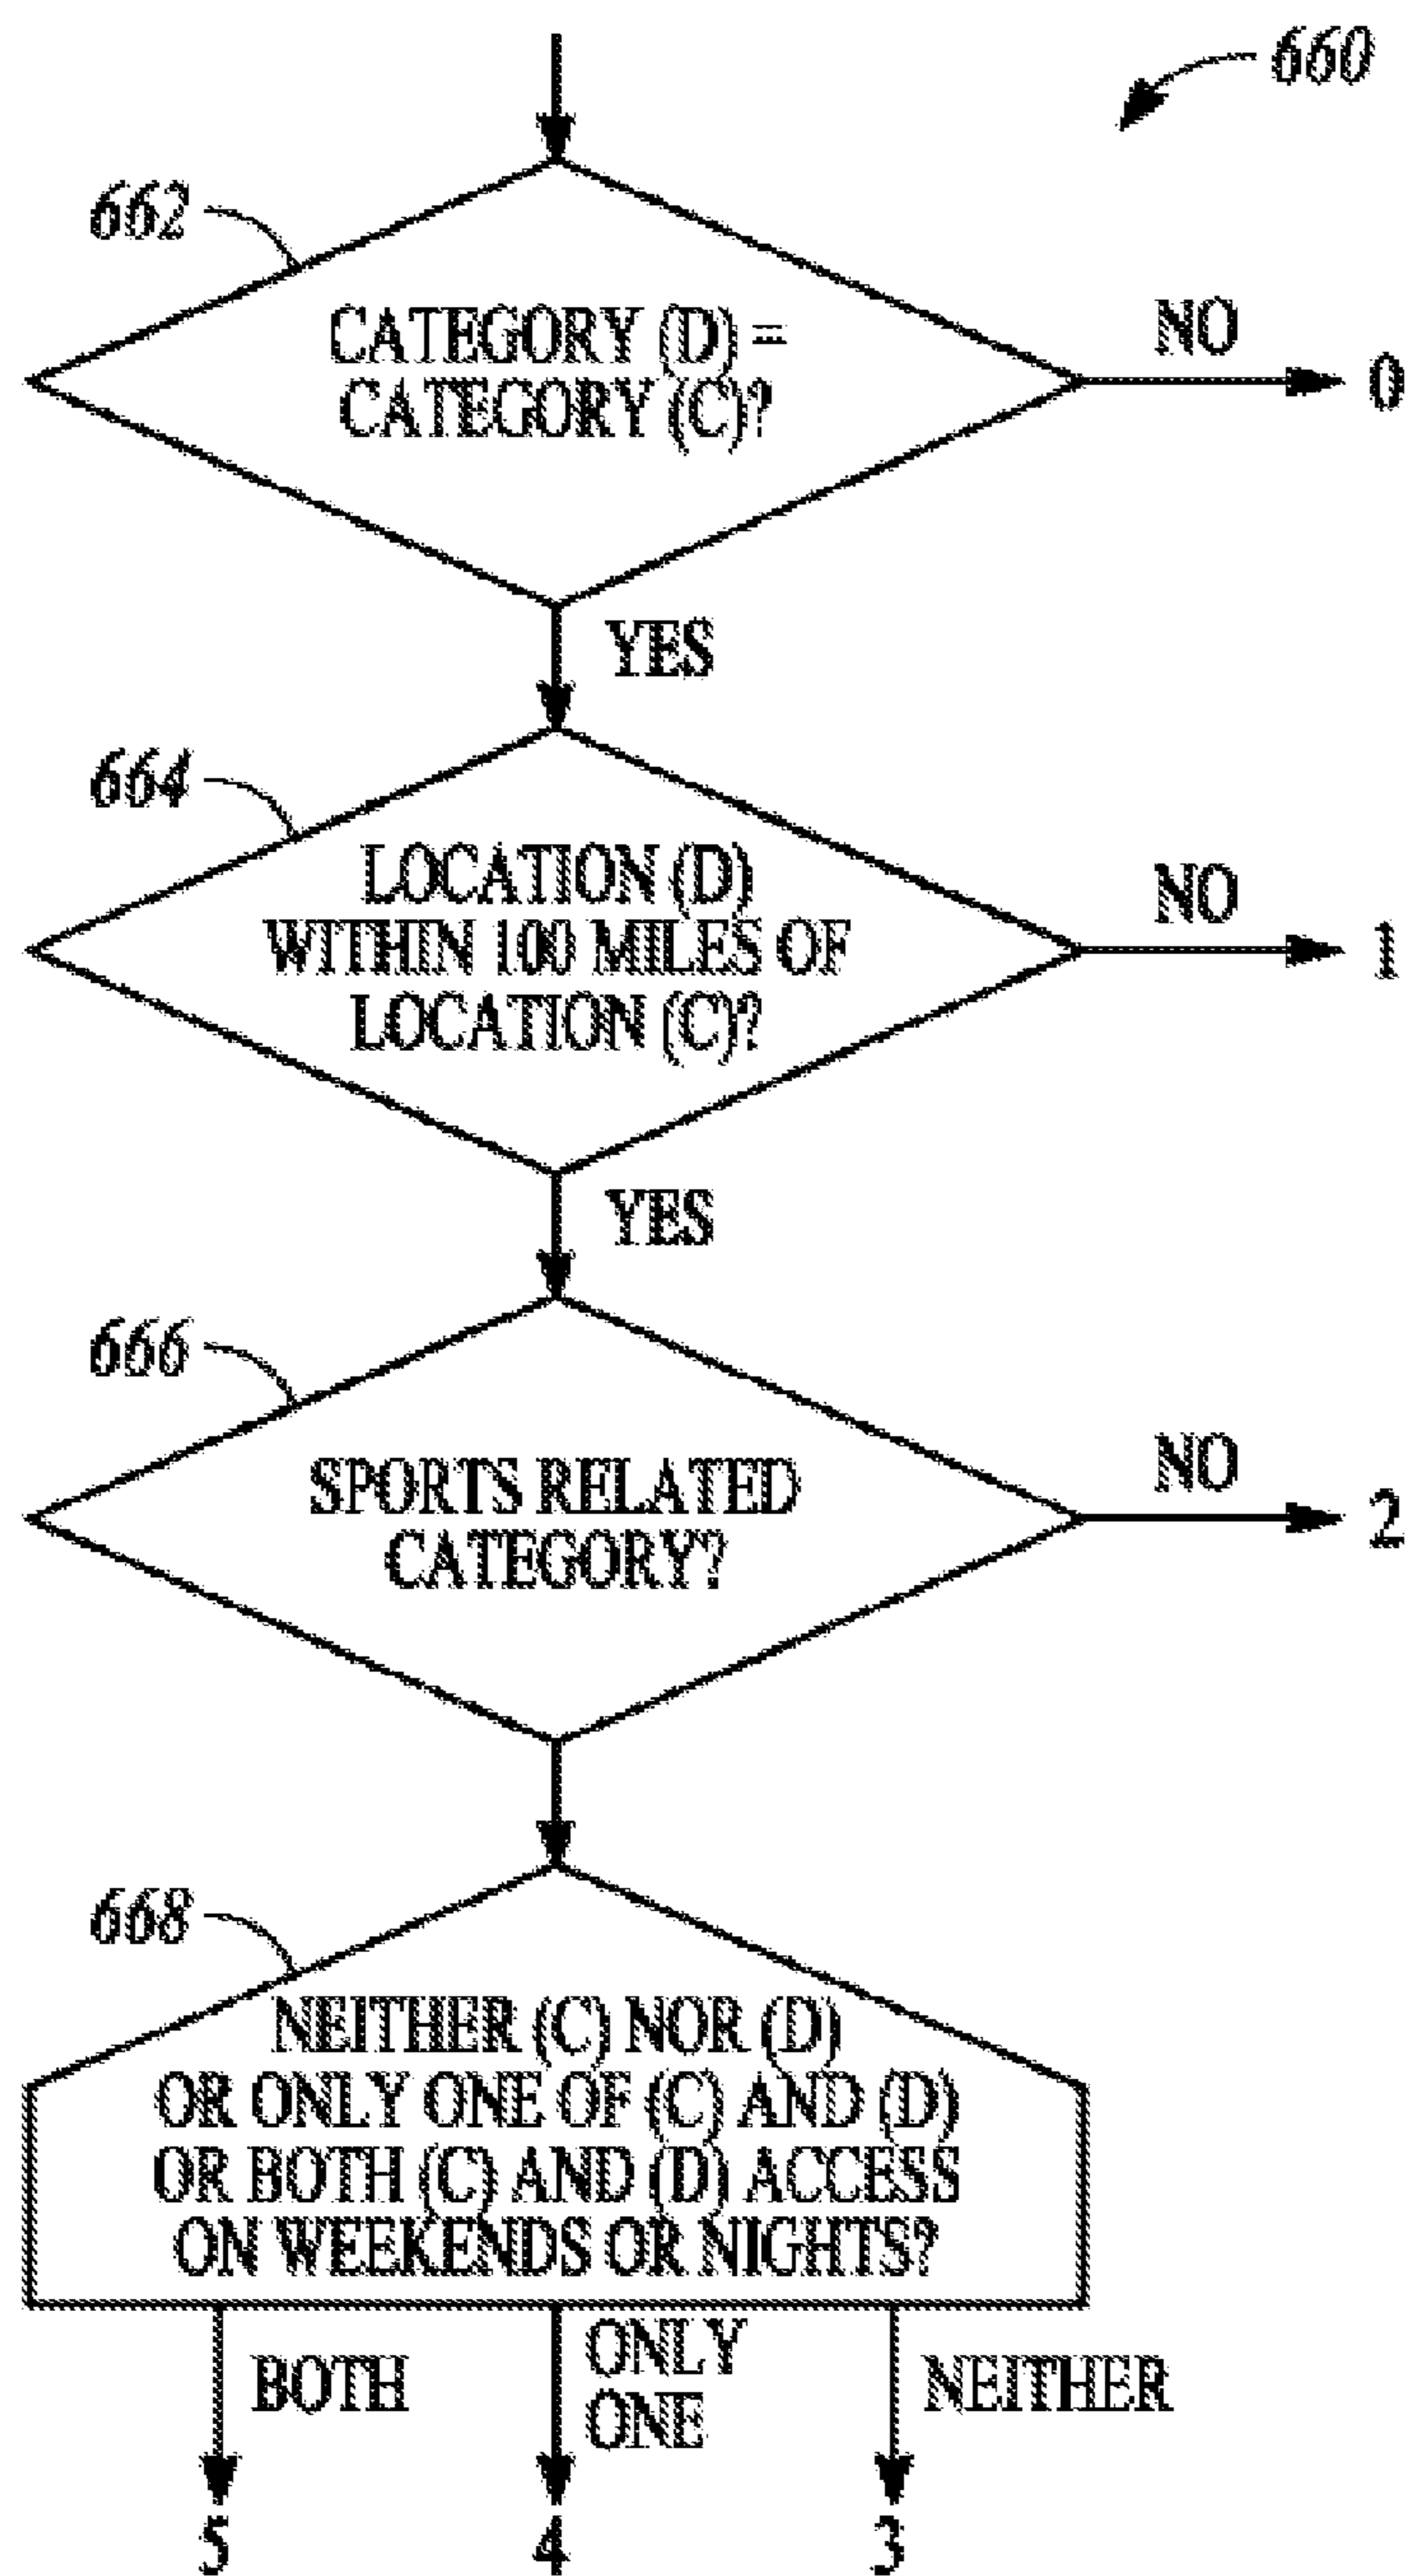 660
662
CATEGORY (D) =
CATEGORY (C)?
NO
0
YES
664
LOCATION (D)
WITHIN 100 MILES OF
LOCATION (C)?
NO
1
YES
666
SPORTS RELATED
CATEGORY?
NO
2
668
NEITHER (C) NOR (D)
OR ONLY ONE OF (C) AND (D)
OR BOTH (C) AND (D) ACCESS
ON WEEKENDS OR NIGHTS?
BOTH
ONLY
ONE
NEITHER
5
4
3